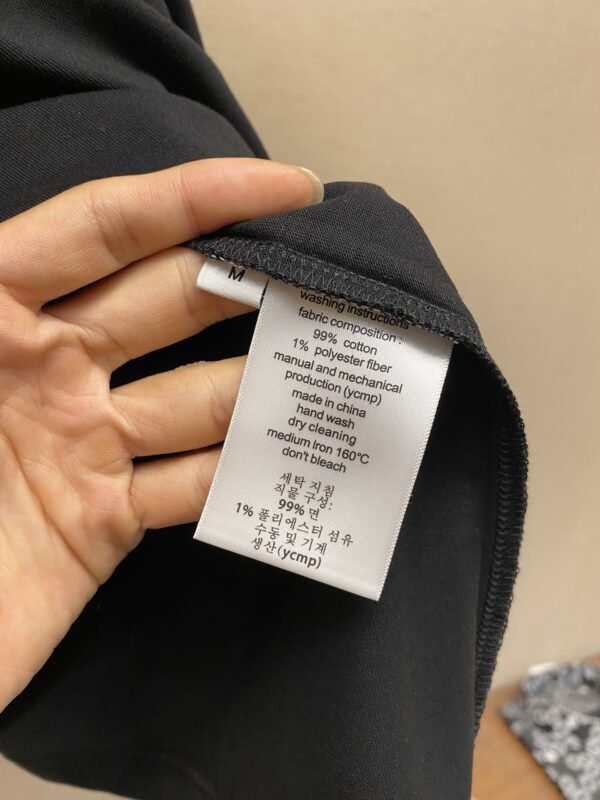 M
washing instructions
fabric composition :
99% cotton
1% polyester fiber
manual and mechanical
production (ycmp)
made in china
hand wash
dry cleaning
medium Iron 160°C
don't bleach
세탁 지침
직물 구성:
99% 면
1% 폴리에스터 섬유
수동 및 기계
생산(ycmp)